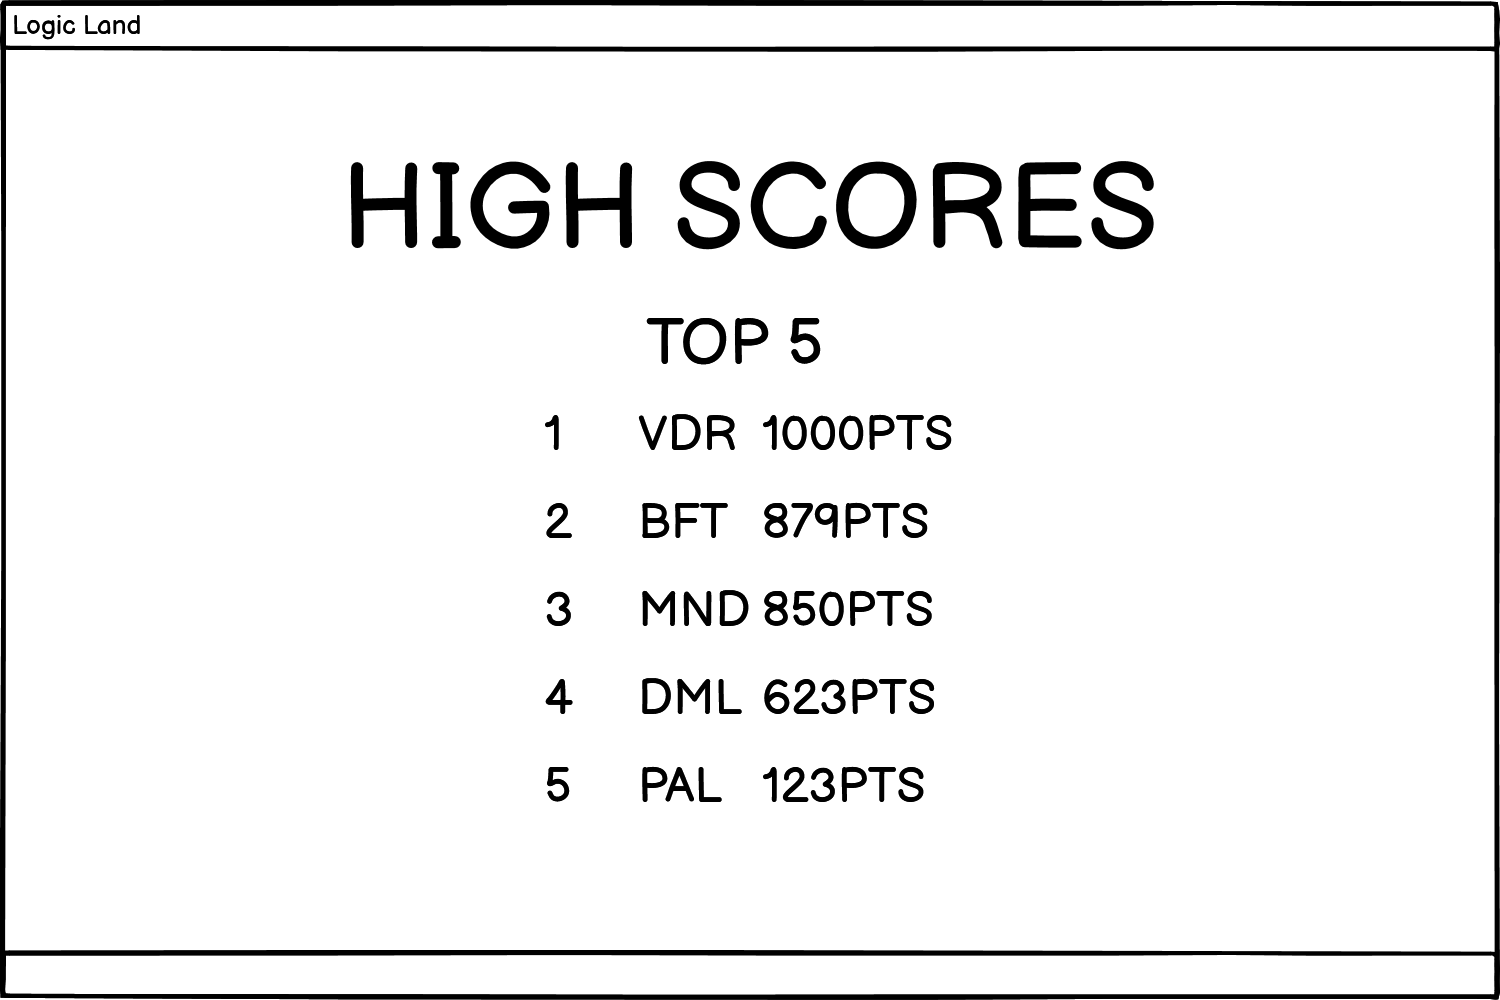 Logic Land
HIGH SCORES
TOP 5
1 VDR 1000PTS
2 BFT 879PTS
3 MND 850PTS
4 DML 623PTS
5 PAL 123PTS